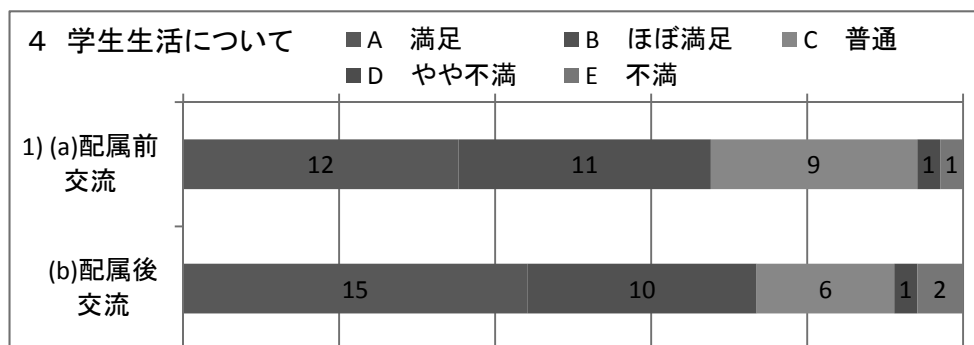 4 学生生活について ■A 満足 ■B ほぼ満足 ■C 普通
■D やや不満 ■E 不満
1) (a)配属前
交流
12 11 9 1 1
(b)配属後
交流
15 10 6 1 2